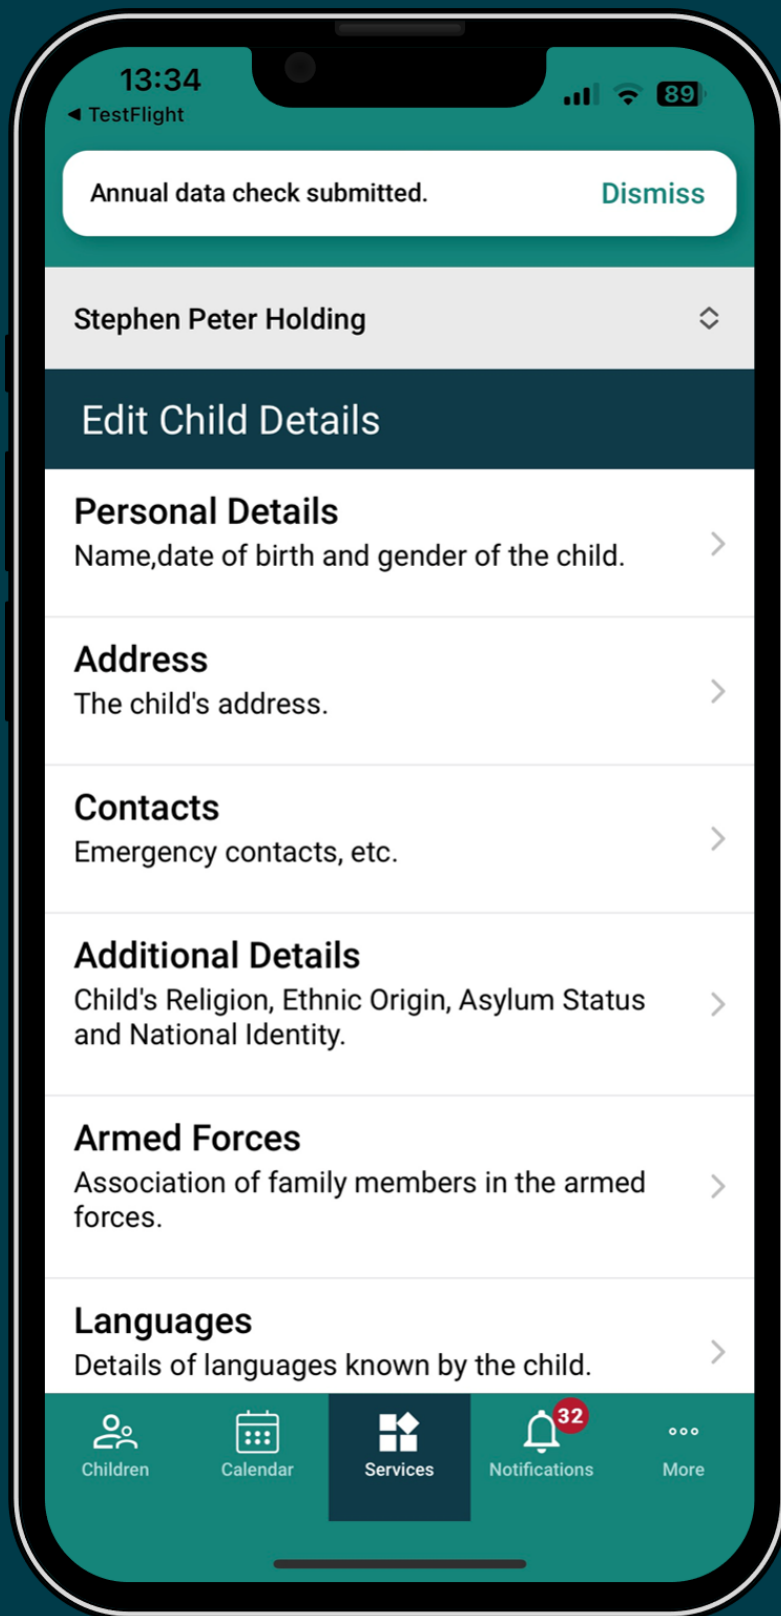 13:34
◀ TestFlight
89
Annual data check submitted.
Dismiss
Stephen Peter Holding
Edit Child Details
Personal Details
Name,date of birth and gender of the child.
Address
The child's address.
Contacts
Emergency contacts, etc.
Additional Details
Child's Religion, Ethnic Origin, Asylum Status
and National Identity.
Armed Forces
Association of family members in the armed
forces.
Languages
Details of languages known by the child.
32
Children
Calendar
Services
Notifications
More